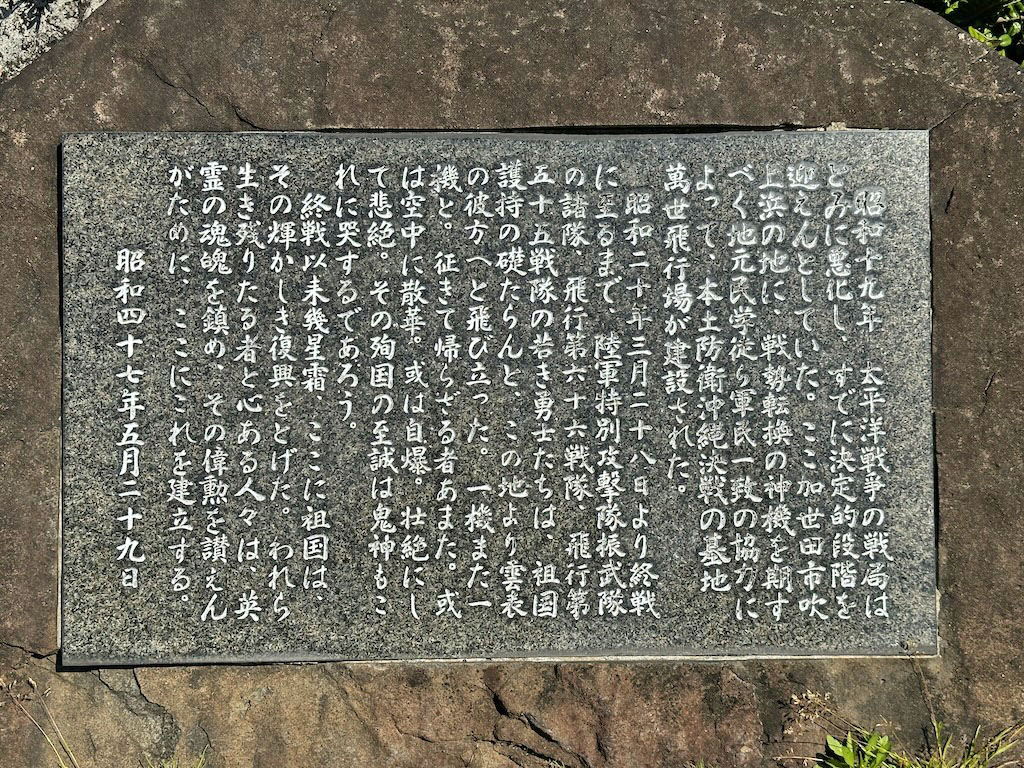 昭和十九年　太平洋戦争の戦局は
とみに悪化し、すでに決定的段階を
迎えんとしていた。ここ加世田市吹
上浜の地に、戦勢転換の神機を期す
べく地元民学徒ら軍民一致の協力に
よって、本土防衛沖縄決戦の基地
萬世飛行場が建設された。
昭和二十年三月二十八日より終戦
に至るまで、陸軍特別攻撃隊振武隊
の諸隊、飛行第六十六戦隊、飛行第
五十五戦隊の若き勇士たちは、祖国
護持の礎たらんと、この地より雲表
の彼方へと飛び立った。一機また一
機と。征きて帰らざる者あまた。或
は空中に散華。或は自爆。壮絶にし
て悲絶。その殉国の至誠は鬼神もこ
れに哭するであろう。
終戦以来幾星霜、ここに祖国は、
その輝かしき復興をとげた。われら
生き残りたる者と心ある人々は、英
霊の魂魄を鎮め、その偉勲を讃えん
がために、ここにこれを建立する。
昭和四十七年五月二十九日